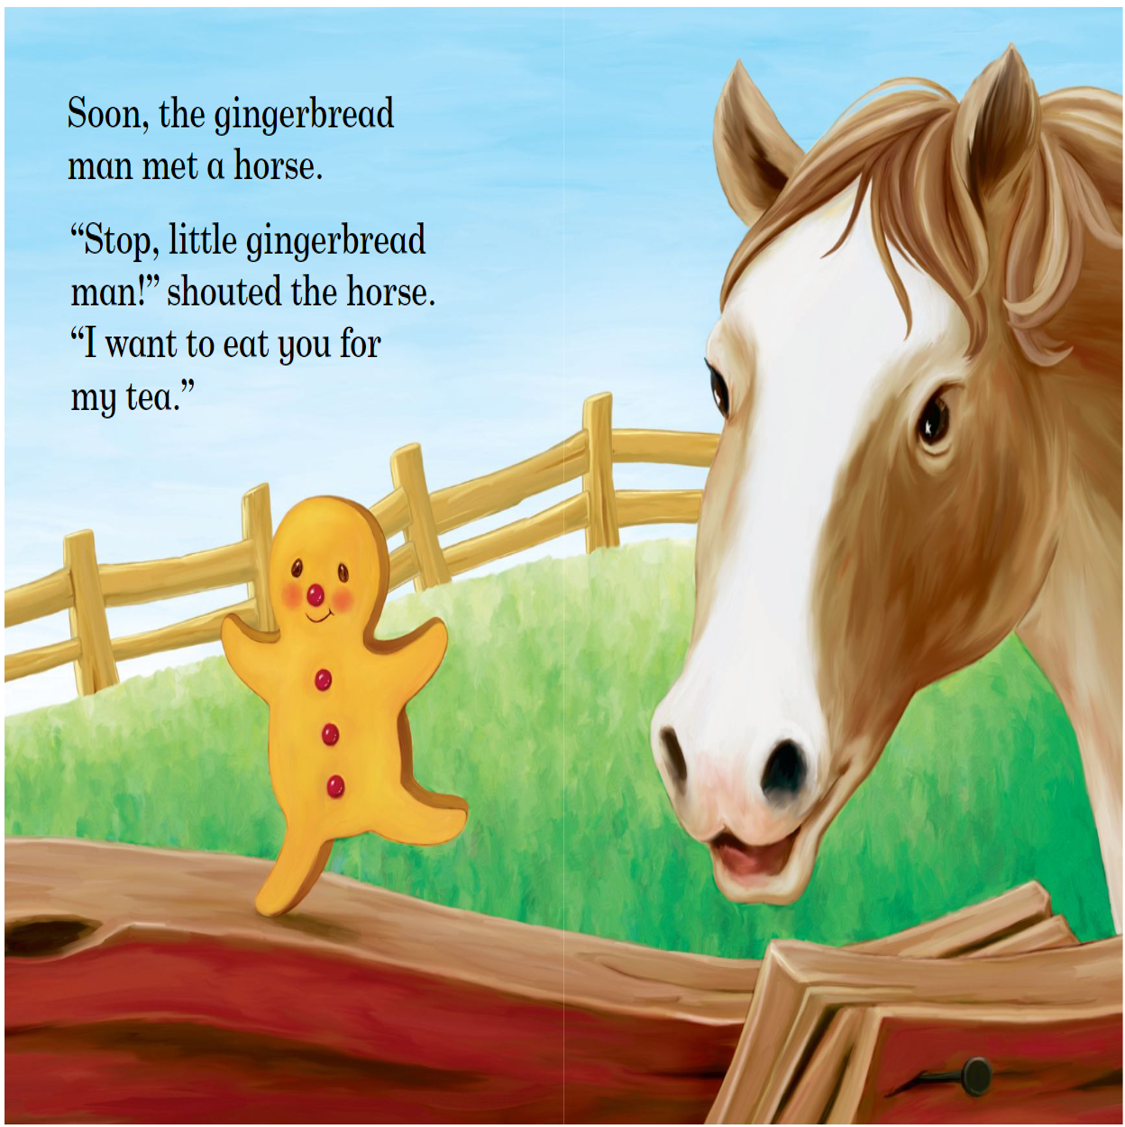 Soon, the gingerbread
man met a horse.
“Stop, little gingerbread
man!” shouted the horse.
“I want to eat you for
my tea.”